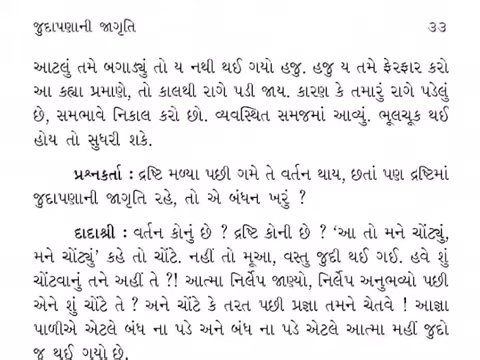 જુદાપણાની જાગૃતિ ૩૩
આટલું તમે બગાડ્યું તો ય નથી થઈ ગયો હજુ. હજુ ય તમે ફેરફાર કરો
આ કહ્યા પ્રમાણે, તો કાલથી રાગે પડી જાય. કારણ કે તમારું રાગે પડેલું
છે, સમભાવે નિકાલ કરો છો. વ્યવસ્થિત સમજમાં આવ્યું. ભૂલચૂક થઈ
હોય તો સુધરી શકે.
પ્રશ્નકર્તા : દ્રષ્ટિ મળ્યા પછી ગમે તે વર્તન થાય, છતાં પણ દ્રષ્ટિમાં
જુદાપણાની જાગૃતિ રહે, તો એ બંધન ખરું ?
દાદાશ્રી : વર્તન કોનું છે ? દ્રષ્ટિ કોની છે ? ‘આ તો મને ચોંટ્યું,
મને ચોંટ્યું’ કહે તો ચોંટે. નહીં તો મૂઆ, વસ્તુ જુદી થઈ ગઈ. હવે શું
ચોંટવાનું તને અહીં તે ?! આત્મા નિર્લેપ જાણ્યો, નિર્લેપ અનુભવ્યો પછી
એને શું ચોંટે તે ? અને ચોંટે કે તરત પછી પ્રજ્ઞા તમને ચેતવે ! આજ્ઞા
પાળીએ એટલે બંધ ના પડે અને બંધ ના પડે એટલે આત્મા મહીં જુદો
જ થઈ ગયો છે.